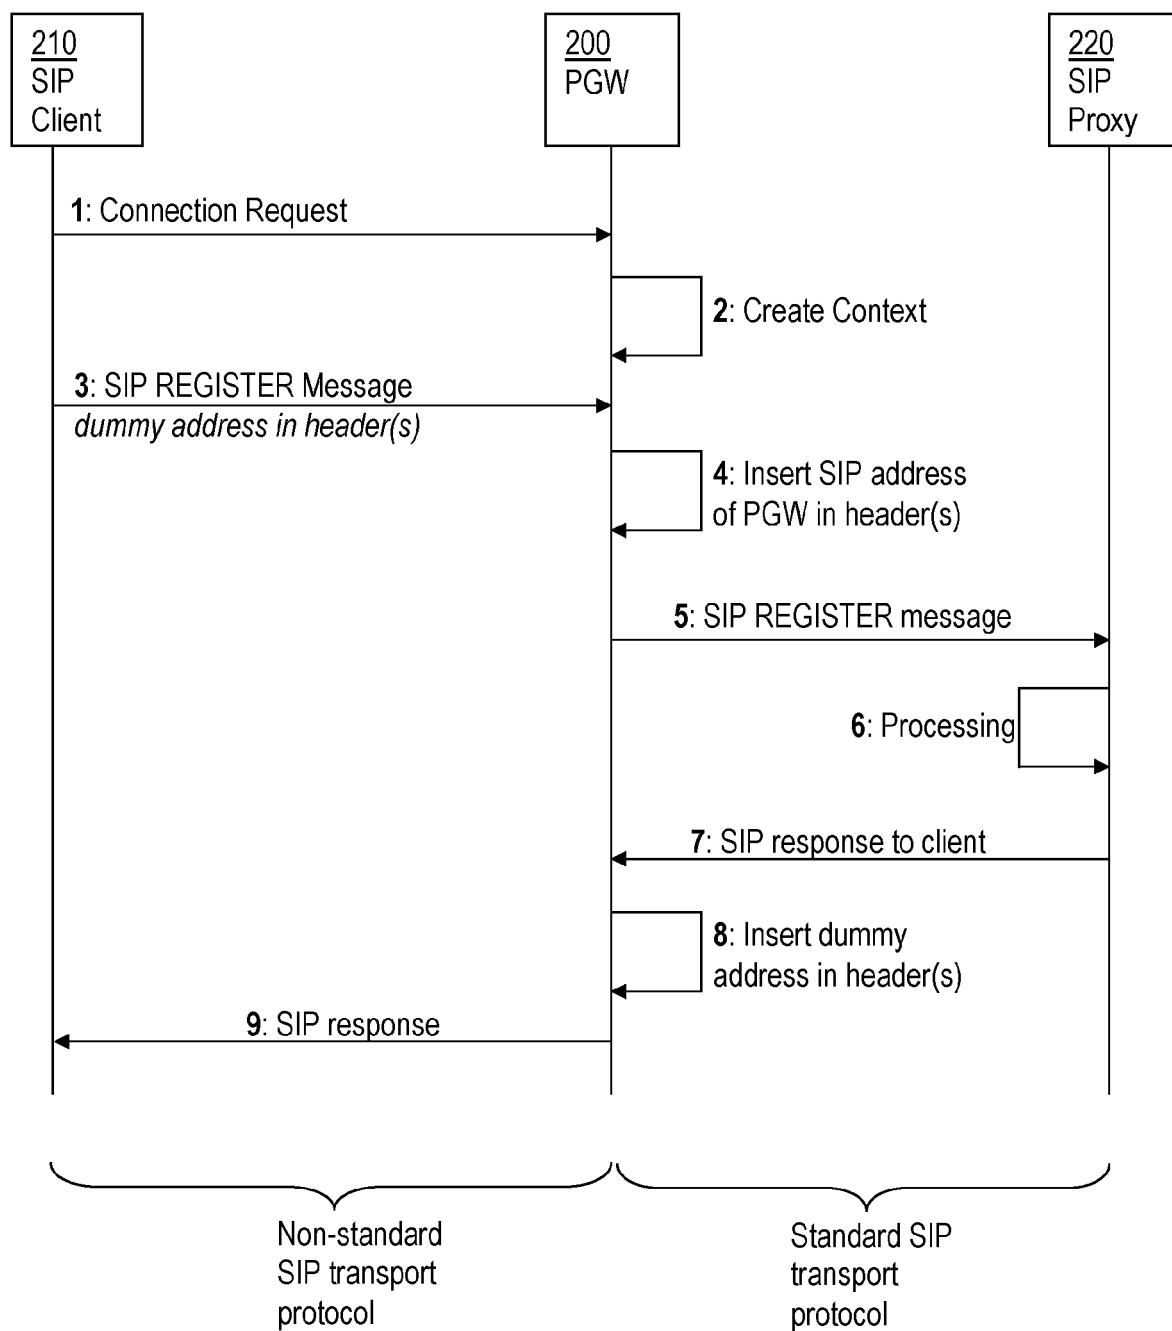 210
SIP
Client
200
PGW
220
SIP
Proxy
1: Connection Request
2: Create Context
3: SIP REGISTER Message
dummy address in header(s)
4: Insert SIP address
of PGW in header(s)
5: SIP REGISTER message
6: Processing
7: SIP response to client
8: Insert dummy
address in header(s)
9: SIP response
Non-standard
SIP transport
protocol
Standard SIP
transport
protocol